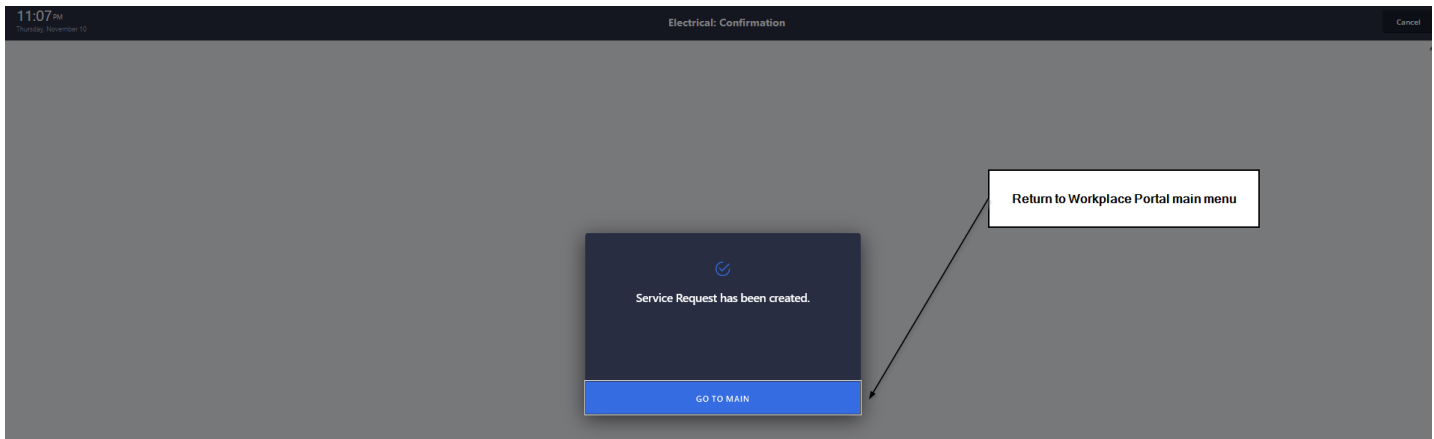 11:07 PM
Thursday, November 10
Electrical: Confirmation
Cancel
Return to Workplace Portal main menu
Service Request has been created.
GO TO MAIN